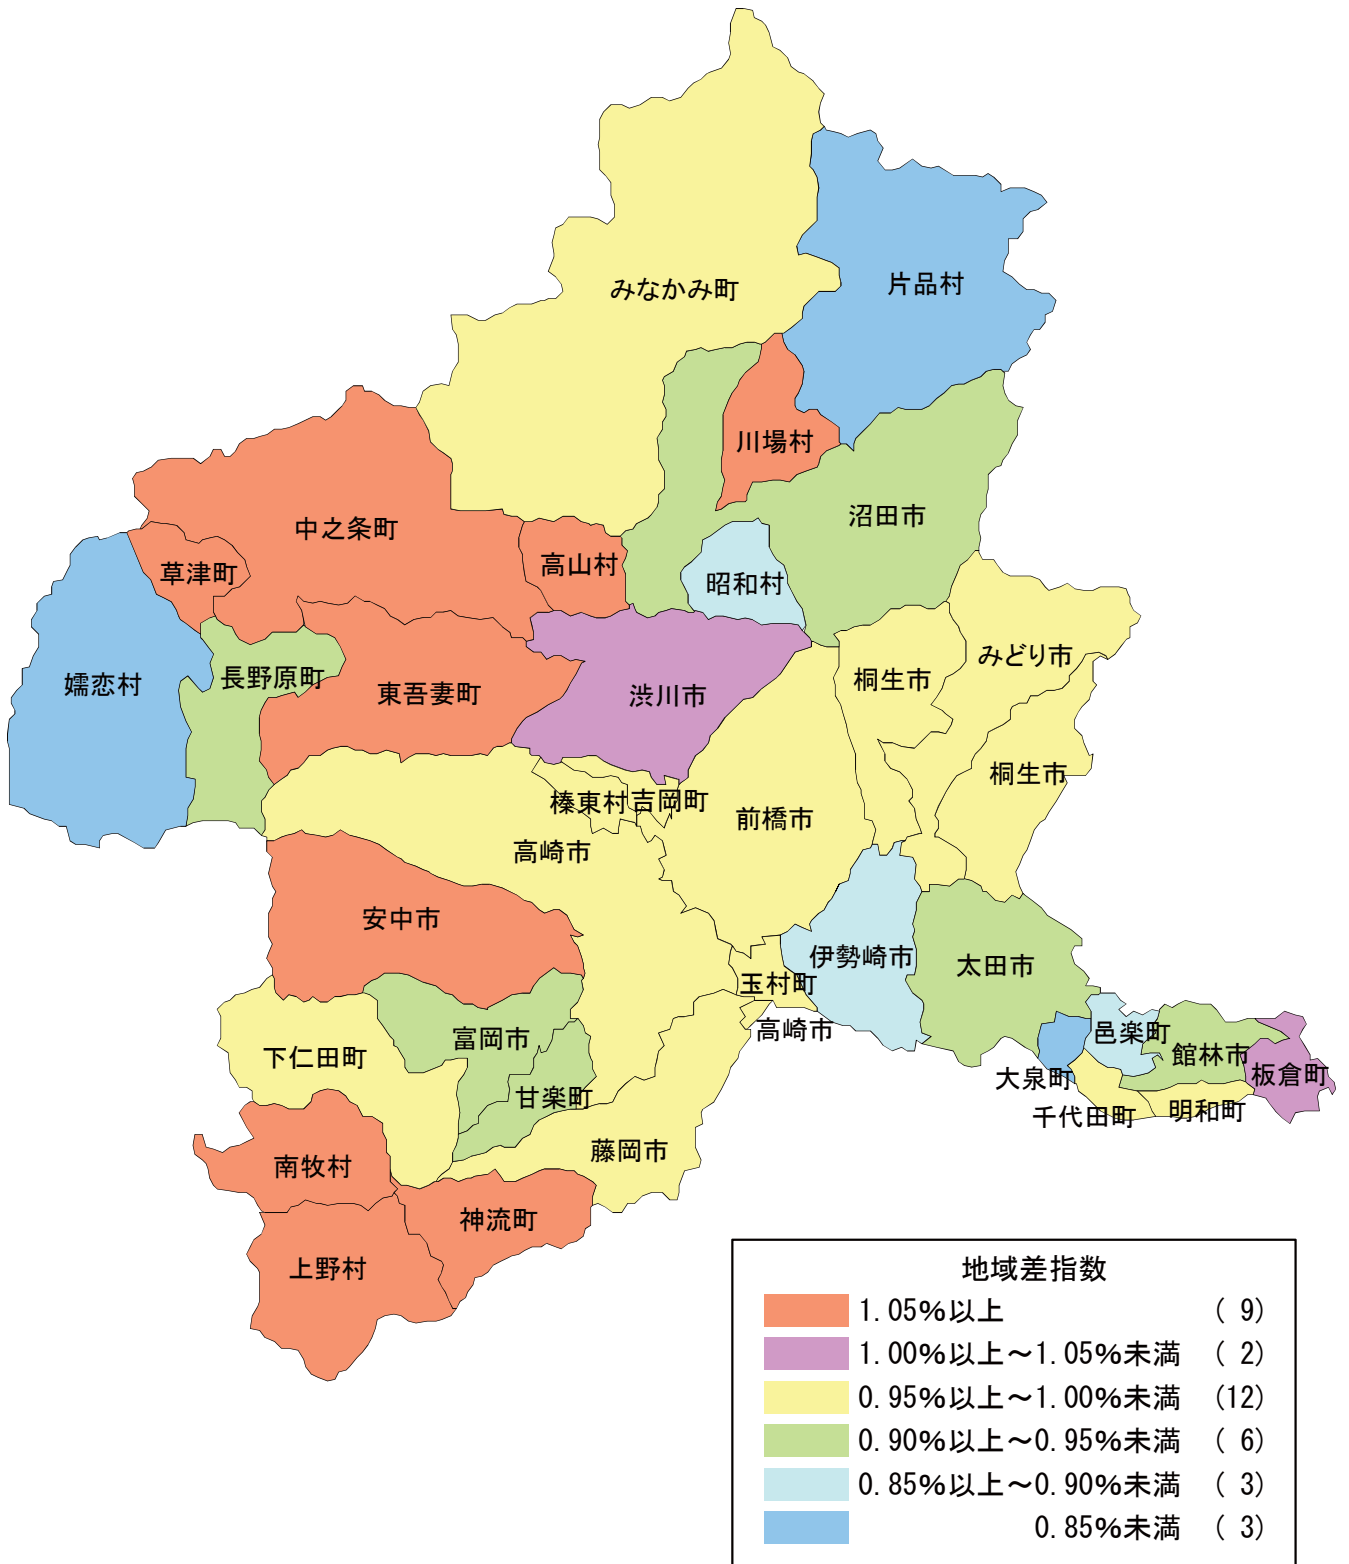 みなかみ町
片品村
川場村
沼田市
中之条町
高山村
草津町
昭和村
みどり市
桐生市
長野原町
嬬恋村
東吾妻町
渋川市
桐生市
榛東村
吉岡町
前橋市
高崎市
安中市
伊勢崎市
太田市
玉村町
高崎市
富岡市
邑楽町
下仁田町
館林市
大泉町
板倉町
甘楽町
千代田町
明和町
藤岡市
南牧村
神流町
上野村
地域差指数
1.05%以上 ( 9)
1.00%以上～1.05%未満 ( 2)
0.95%以上～1.00%未満 (12)
0.90%以上～0.95%未満 ( 6)
0.85%以上～0.90%未満 ( 3)
0.85%未満 ( 3)